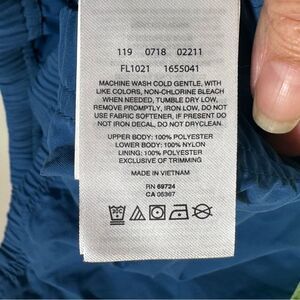 119 0718 02211
FL1021 1655041
MACHINE WASH COLD GENTLE, WITH
LIKE COLORS, NON-CHLORINE BLEACH
WHEN NEEDED, TUMBLE DRY LOW,
REMOVE PROMPTLY, IRON LOW, DO NOT
USE FABRIC SOFTENER, IF PRESENT DO
NOT IRON DECAL, DO NOT DRYCLEAN.
UPPER BODY: 100% POLYESTER
LOWER BODY: 100% NYLON
LINING: 100% POLYESTER
EXCLUSIVE OF TRIMMING
MADE IN VIETNAM
RN 69724
CA 05367